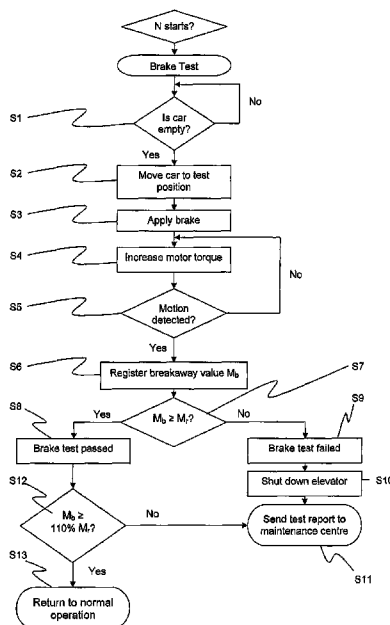 N starts?
Brake Test
No
S1
Is car
empty?
Yes
S2
Move car to test
position
S3
Apply brake
S4
Increase motor torque
No
S5
Motion
detected?
Yes
S6
Register breakaway value Mb
S7
S8
Yes
Mb ≥ Mr?
No
S9
Brake test passed
Brake test failed
S10
Shut down elevator
S12
Mb ≥
110% Mr?
No
Send test report to
maintenance centre
S11
S13
Yes
Return to normal
operation